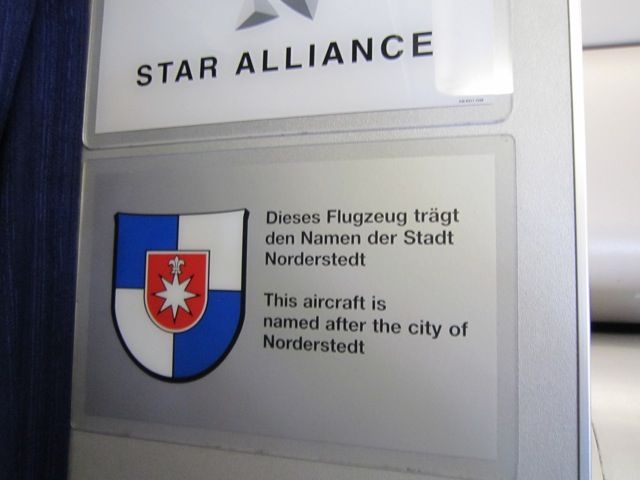 STAR ALLIANCE
Dieses Flugzeug trägt
den Namen der Stadt
Norderstedt
This aircraft is
named after the city of
Norderstedt